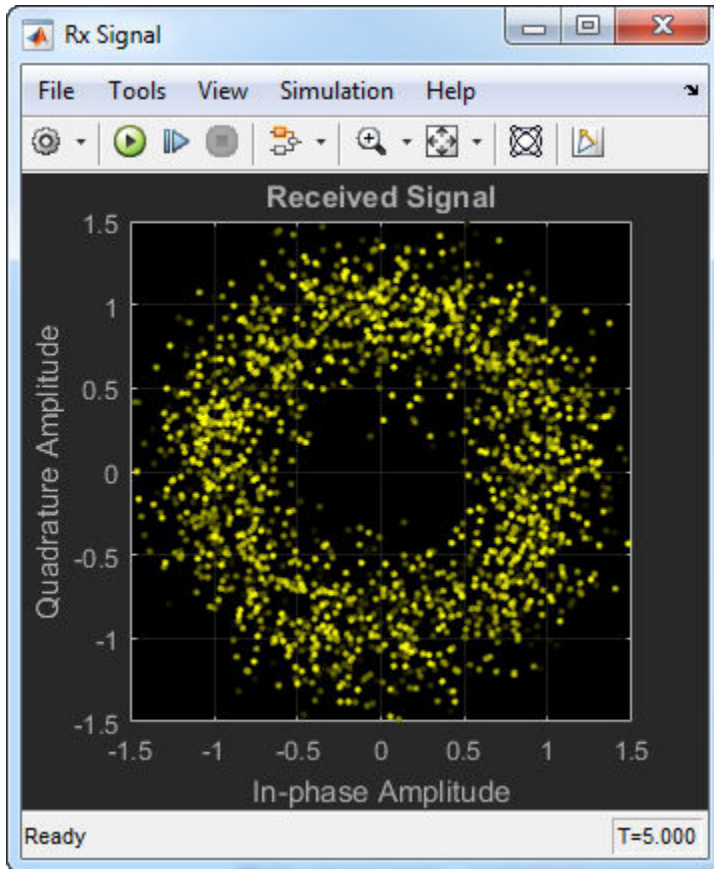 Rx Signal
File Tools View Simulation Help
Received Signal
1.5
1
0.5
0
-0.5
-1
-1.5
Quadrature Amplitude
-1.5 -1 -0.5 0 0.5 1 1.5
In-phase Amplitude
Ready T=5.000